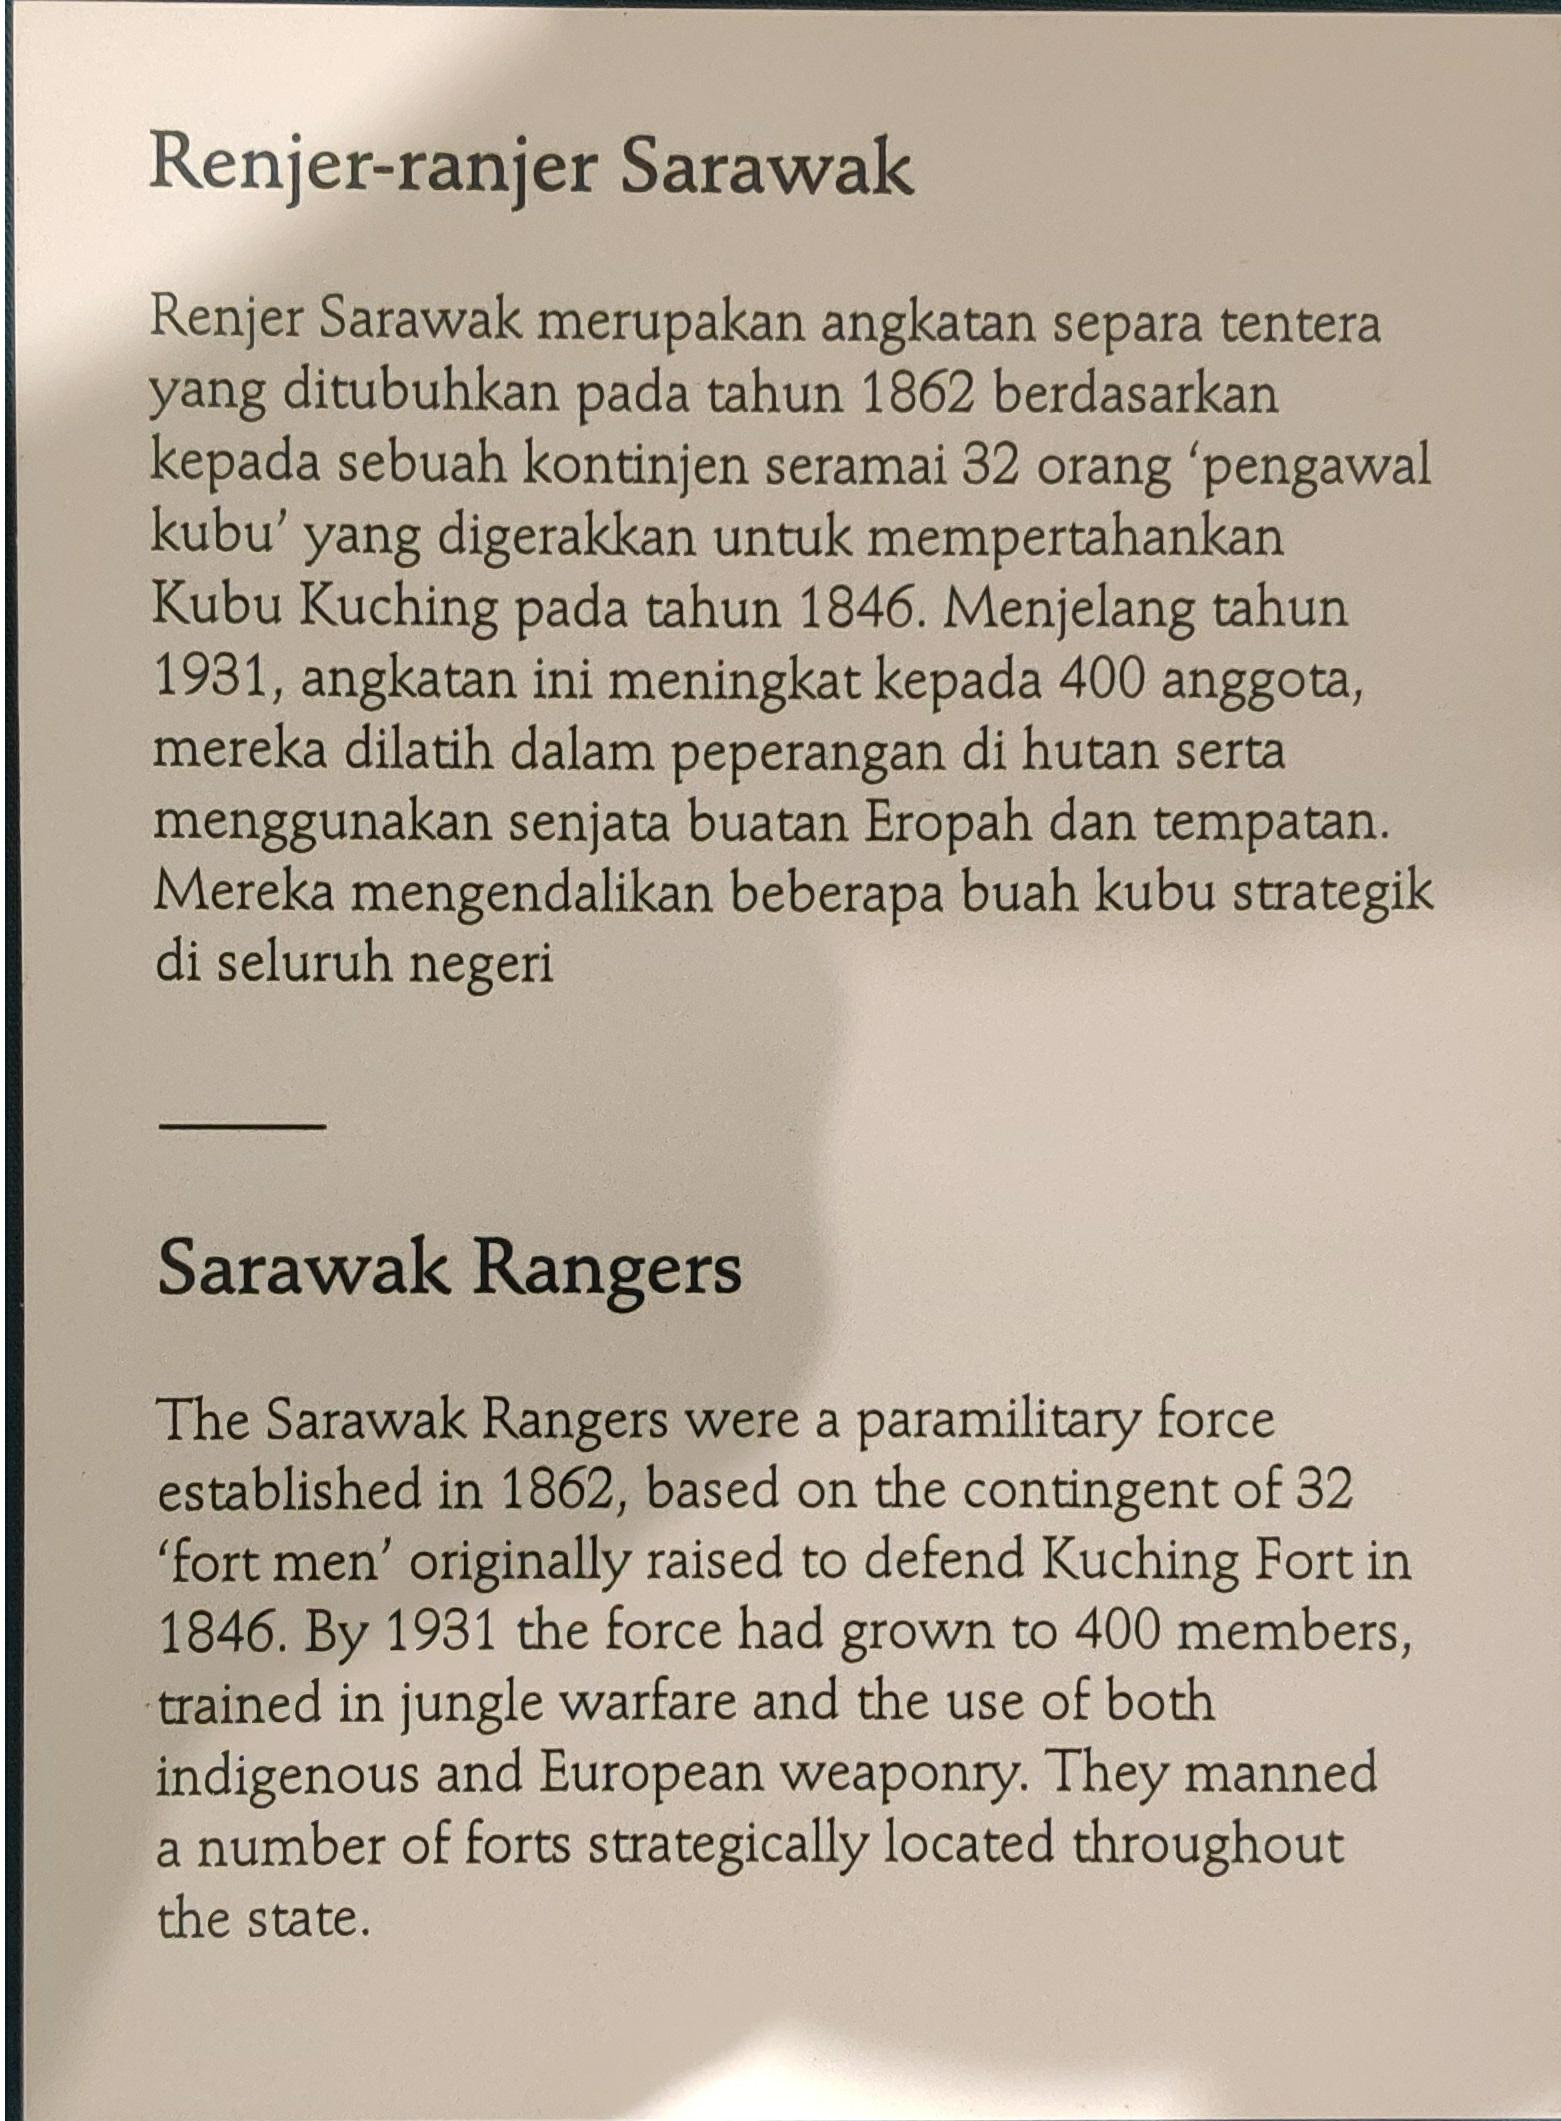 Renjer-ranjer Sarawak
Renjer Sarawak merupakan angkatan separa tentera
yang ditubuhkan pada tahun 1862 berdasarkan
kepada sebuah kontinjen seramai 32 orang ‘pengawal
kubu’ yang digerakkan untuk mempertahankan
Kubu Kuching pada tahun 1846. Menjelang tahun
1931, angkatan ini meningkat kepada 400 anggota,
mereka dilatih dalam peperangan di hutan serta
menggunakan senjata buatan Eropah dan tempatan.
Mereka mengendalikan beberapa buah kubu strategik
di seluruh negeri
Sarawak Rangers
The Sarawak Rangers were a paramilitary force
established in 1862, based on the contingent of 32
‘fort men’ originally raised to defend Kuching Fort in
1846. By 1931 the force had grown to 400 members,
trained in jungle warfare and the use of both
indigenous and European weaponry. They manned
a number of forts strategically located throughout
the state.